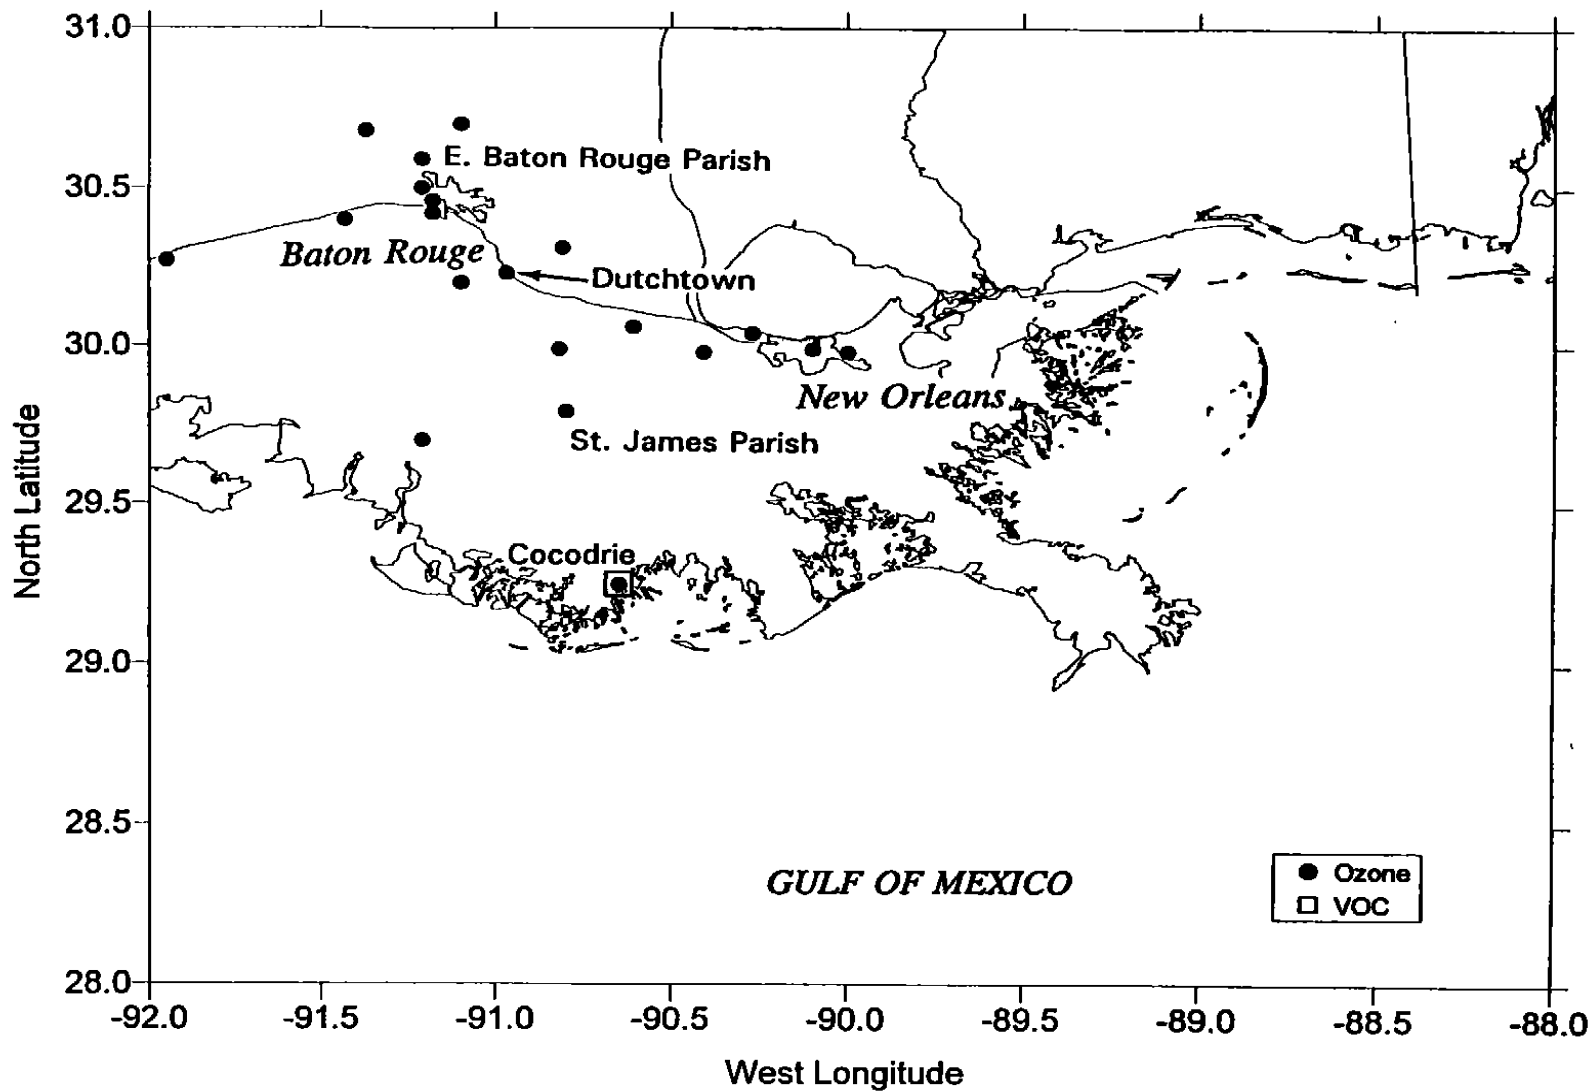 31.0
E. Baton Rouge Parish
30.5
Baton Rouge
Dutchtown
30.0
New Orleans
St. James Parish
29.5
Cocodrie
29.0
28.5
GULF OF MEXICO
Ozone
VOC
28.0
-92.0 -91.5 -91.0 -90.5 -90.0 -89.5 -89.0 -88.5 -88.0
West Longitude
North Latitude